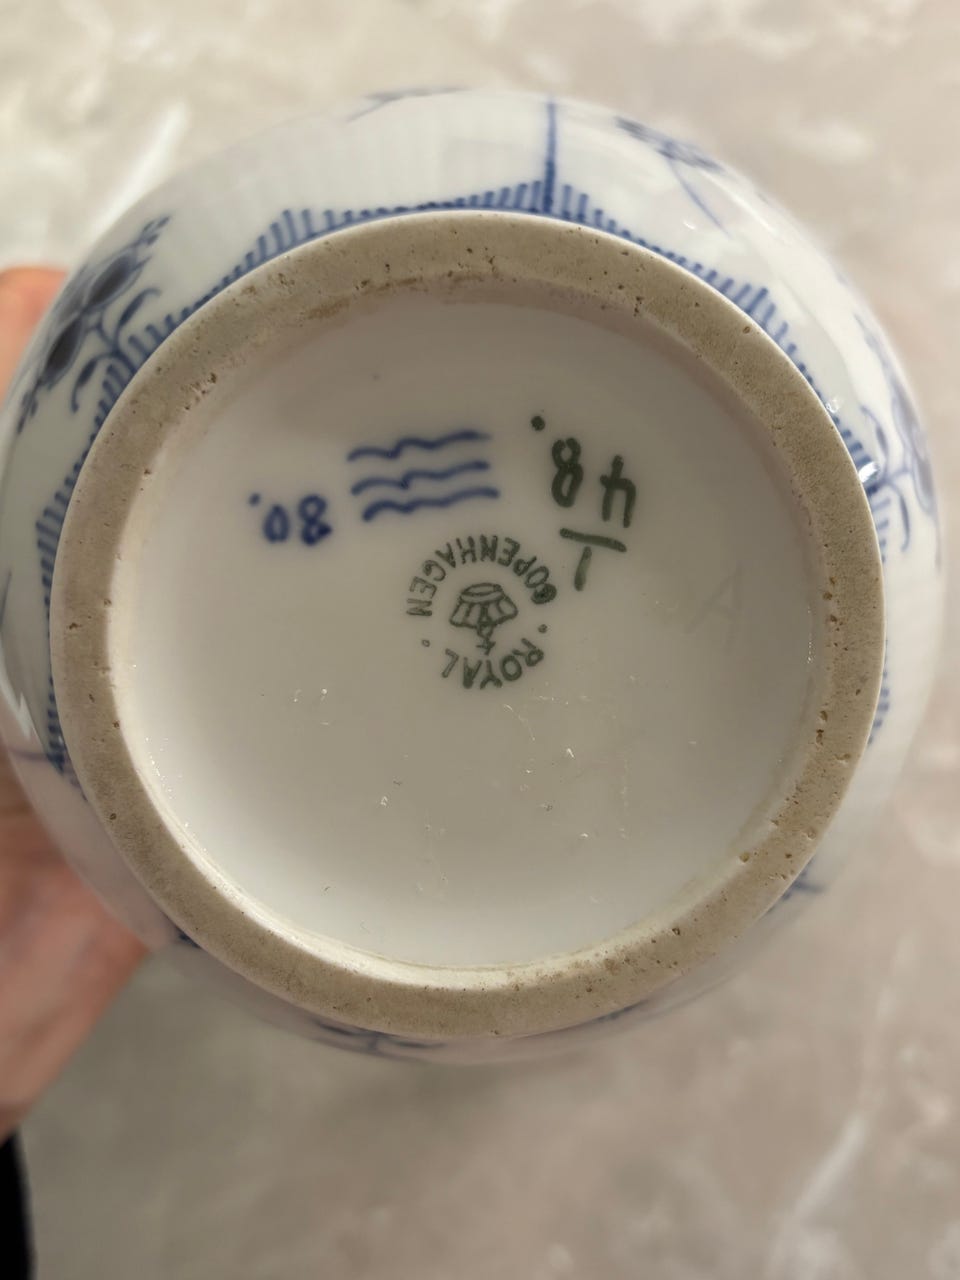 ROYAL
COPENHAGEN
1
48.
80.
A